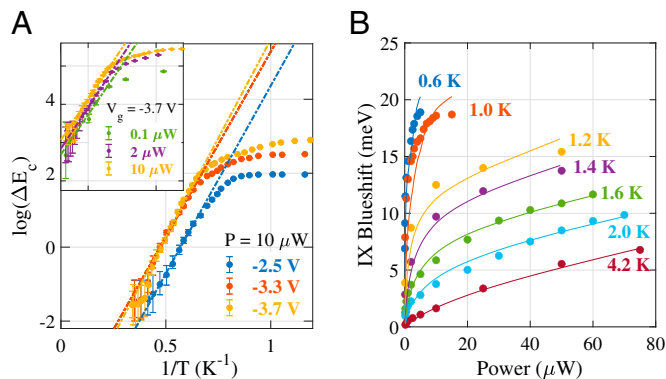 A
B
V_g = -3.7 V
0.1 μW
2 μW
10 μW
P = 10 μW
-2.5 V
-3.3 V
-3.7 V
log(ΔE_c)
4
2
0
-2
0
0.5
1
1/T (K⁻¹)
IX Blueshift (meV)
25
20
15
10
5
0
0
20
40
60
80
Power (μW)
0.6 K
1.0 K
1.2 K
1.4 K
1.6 K
2.0 K
4.2 K